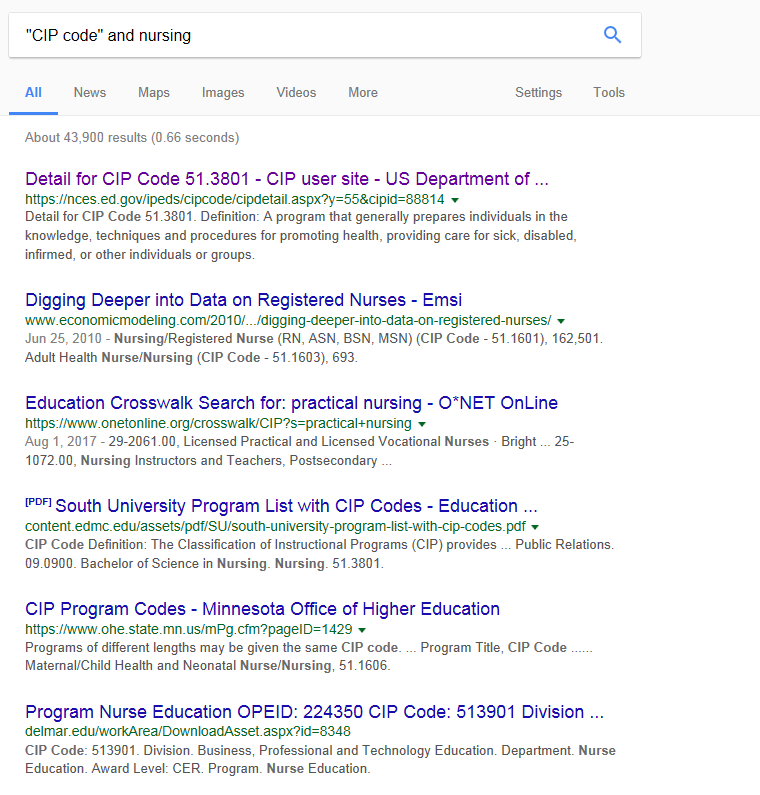 "CIP code" and nursing
All News Maps Images Videos More Settings Tools
About 43,900 results (0.66 seconds)
Detail for CIP Code 51.3801 - CIP user site - US Department of ...
https://nces.ed.gov/ipeds/cipcode/cipdetail.aspx?y=55&cipid=88814
Detail for CIP Code 51.3801. Definition: A program that generally prepares individuals in the
knowledge, techniques and procedures for promoting health, providing care for sick, disabled,
infirmed, or other individuals or groups.
Digging Deeper into Data on Registered Nurses - Emsi
www.economicmodeling.com/2010/.../digging-deeper-into-data-on-registered-nurses/
Jun 25, 2010 - Nursing/Registered Nurse (RN, ASN, BSN, MSN) (CIP Code - 51.1601), 162,501.
Adult Health Nurse/Nursing (CIP Code - 51.1603), 693.
Education Crosswalk Search for: practical nursing - O*NET OnLine
https://www.onetonline.org/crosswalk/CIP?s=practical+nursing
Aug 1, 2017 - 29-2061.00, Licensed Practical and Licensed Vocational Nurses · Bright ... 25-
1072.00, Nursing Instructors and Teachers, Postsecondary ...
[PDF] South University Program List with CIP Codes - Education ...
content.edmc.edu/assets/pdf/SU/south-university-program-list-with-cip-codes.pdf
CIP Code Definition: The Classification of Instructional Programs (CIP) provides ... Public Relations.
09.0900. Bachelor of Science in Nursing. Nursing. 51.3801.
CIP Program Codes - Minnesota Office of Higher Education
https://www.ohe.state.mn.us/mPg.cfm?pageID=1429
Programs of different lengths may be given the same CIP code. ... Program Title, CIP Code ......
Maternal/Child Health and Neonatal Nurse/Nursing, 51.1606.
Program Nurse Education OPEID: 224350 CIP Code: 513901 Division ...
delmar.edu/workArea/DownloadAsset.aspx?id=8348
CIP Code: 513901. Division. Business, Professional and Technology Education. Department. Nurse
Education. Award Level: CER. Program. Nurse Education.